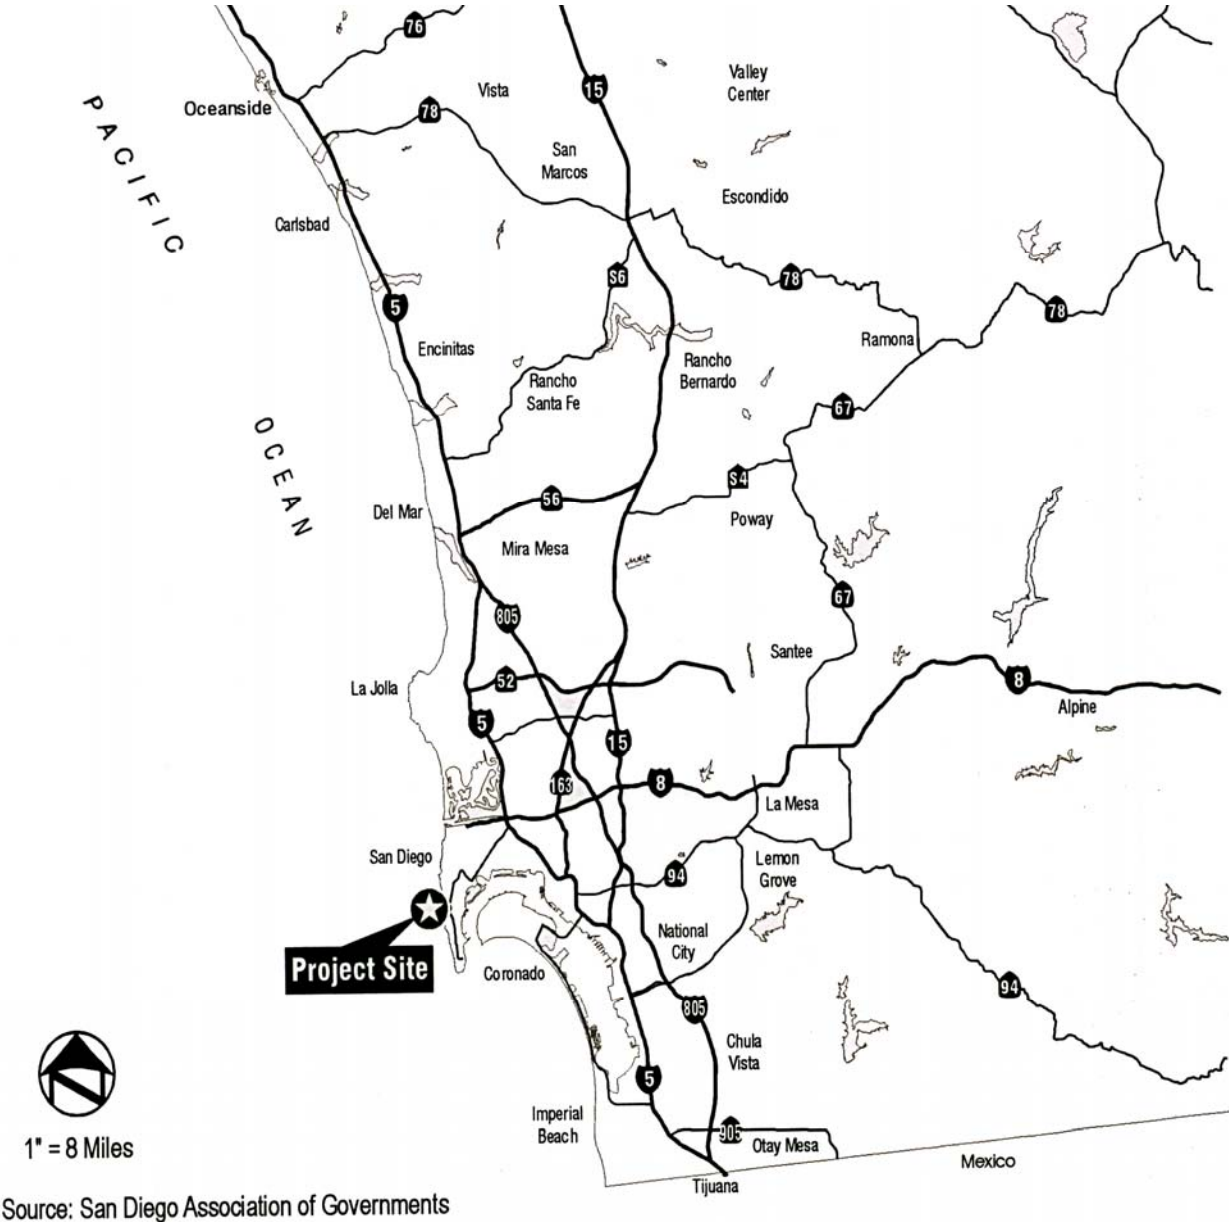 76
15
Valley
Center
Vista
Oceanside
78
PACIFIC
San
Marcos
Escondido
Carlsbad
S6
78
5
78
Encinitas
Ramona
Rancho
Bernardo
Rancho
Santa Fe
67
OCEAN
S4
56
Del Mar
Poway
Mira Mesa
67
805
Santee
52
8
La Jolla
Alpine
5
15
163
8
La Mesa
San Diego
Lemon
Grove
94
National
City
Project Site
Coronado
94
805
Chula
Vista
5
Imperial
Beach
905
Otay Mesa
1" = 8 Miles
Mexico
Tijuana
Source: San Diego Association of Governments